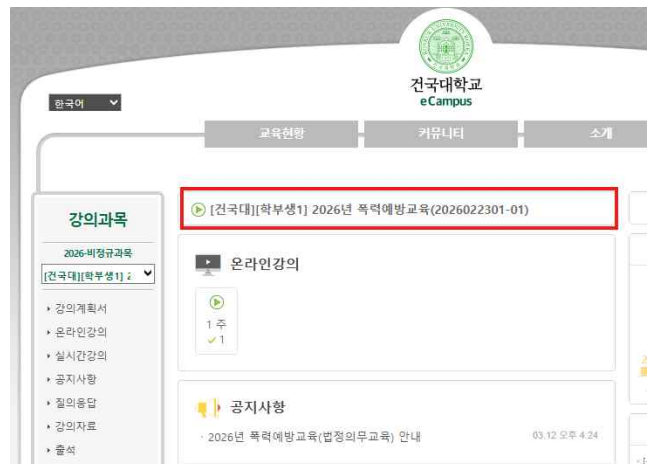 건국대학교
eCampus
한국어
교육현황 커뮤니티 소개
강의과목
2026-비정규과목
[건국대][학부생1] 2
강의계획서
온라인강의
실시간강의
공지사항
질의응답
강의자료
출석
[건국대][학부생1] 2026년 폭력예방교육(2026022301-01)
온라인강의
1 주
1
공지사항
· 2026년 폭력예방교육(법정의무교육) 안내 03.12 오후 4:24